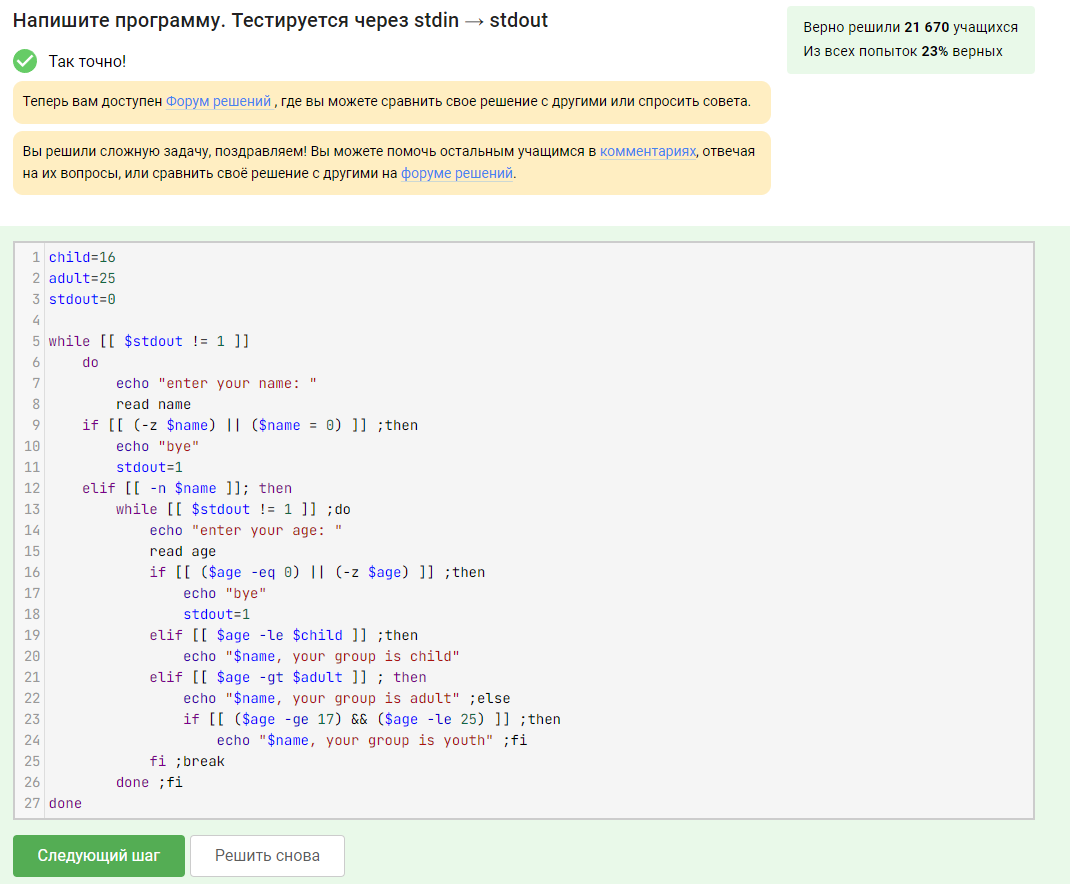 Напишите программу. Тестируется через stdin → stdout
Верно решили 21 670 учащихся
Из всех попыток 23% верных
Так точно!
Теперь вам доступен Форум решений , где вы можете сравнить свое решение с другими или спросить совета.
Вы решили сложную задачу, поздравляем! Вы можете помочь остальным учащимся в комментариях, отвечая
на их вопросы, или сравнить своё решение с другими на форуме решений.
1 child=16
2 adult=25
3 stdout=0
4
5 while [[ $stdout != 1 ]]
6     do
7         echo "enter your name: "
8         read name
9     if [[ (-z $name) || ($name = 0) ]] ;then
10         echo "bye"
11         stdout=1
12     elif [[ -n $name ]]; then
13         while [[ $stdout != 1 ]] ;do
14             echo "enter your age: "
15             read age
16             if [[ ($age -eq 0) || (-z $age) ]] ;then
17                 echo "bye"
18                 stdout=1
19             elif [[ $age -le $child ]] ;then
20                 echo "$name, your group is child"
21             elif [[ $age -gt $adult ]] ; then
22                 echo "$name, your group is adult" ;else
23                 if [[ ($age -ge 17) && ($age -le 25) ]] ;then
24                     echo "$name, your group is youth" ;fi
25             fi ;break
26         done ;fi
27 done
Следующий шаг
Решить снова